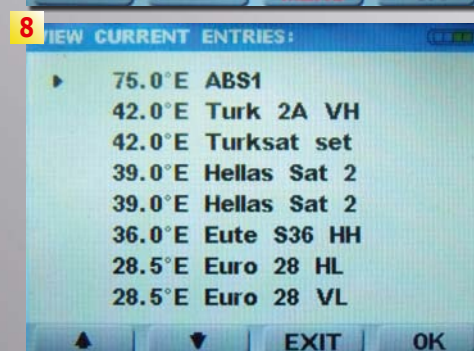 8
VIEW CURRENT ENTRIES:
75.0°E ABS1
42.0°E Turk 2A VH
42.0°E Turksat set
39.0°E Hellas Sat 2
39.0°E Hellas Sat 2
36.0°E Eute S36 HH
28.5°E Euro 28 HL
28.5°E Euro 28 VL
EXIT OK